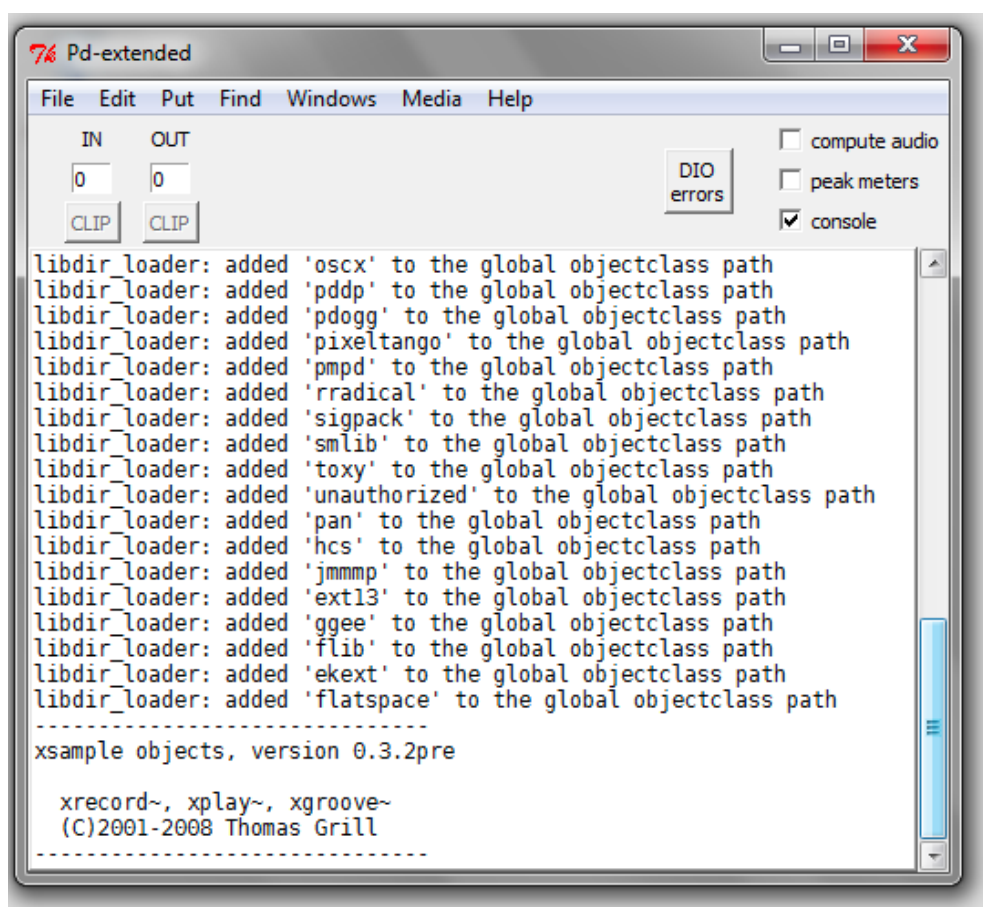 Pd-extended
File Edit Put Find Windows Media Help
IN OUT
compute audio
0 0
DIO
errors
peak meters
CLIP CLIP
console
libdir_loader: added 'oscx' to the global objectclass path
libdir_loader: added 'pddp' to the global objectclass path
libdir_loader: added 'pdogg' to the global objectclass path
libdir_loader: added 'pixeltango' to the global objectclass path
libdir_loader: added 'pmpd' to the global objectclass path
libdir_loader: added 'rradical' to the global objectclass path
libdir_loader: added 'sigpack' to the global objectclass path
libdir_loader: added 'smlib' to the global objectclass path
libdir_loader: added 'toxy' to the global objectclass path
libdir_loader: added 'unauthorized' to the global objectclass path
libdir_loader: added 'pan' to the global objectclass path
libdir_loader: added 'hcs' to the global objectclass path
libdir_loader: added 'jmmmp' to the global objectclass path
libdir_loader: added 'ext13' to the global objectclass path
libdir_loader: added 'ggee' to the global objectclass path
libdir_loader: added 'flib' to the global objectclass path
libdir_loader: added 'ekext' to the global objectclass path
libdir_loader: added 'flatspace' to the global objectclass path
-------------------------------
xsample objects, version 0.3.2pre
xrecord~, xplay~, xgroove~
(C)2001-2008 Thomas Grill
-------------------------------